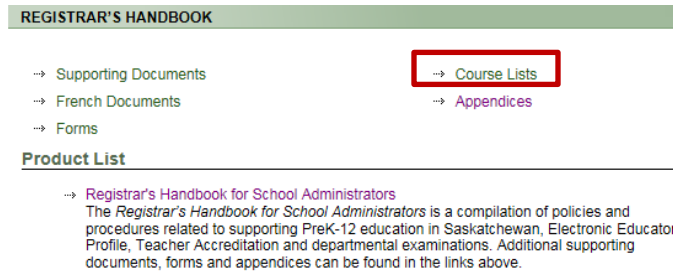 REGISTRAR'S HANDBOOK
Supporting Documents
Course Lists
French Documents
Appendices
Forms
Product List
Registrar's Handbook for School Administrators
The Registrar's Handbook for School Administrators is a compilation of policies and
procedures related to supporting PreK-12 education in Saskatchewan, Electronic Educator
Profile, Teacher Accreditation and departmental examinations. Additional supporting
documents, forms and appendices can be found in the links above.